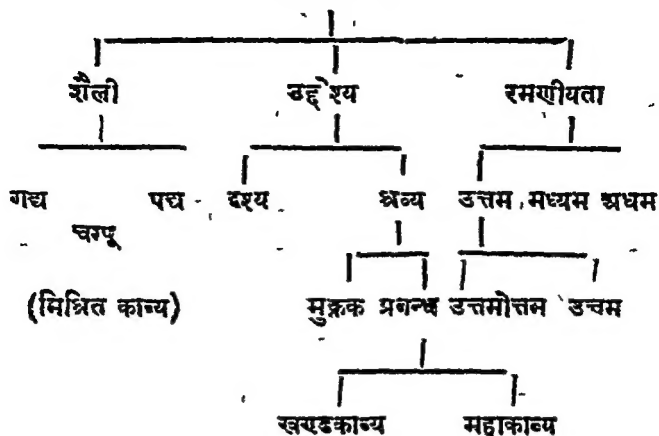 शैली उद्देश्य रमणीयता
गद्य पद्य दृश्य श्रव्य उत्तम मध्यम अधम
चम्पू
(मिश्रित काव्य) मुक्तक प्रबन्ध उत्तमोत्तम उत्तम
खण्डकाव्य महाकाव्य